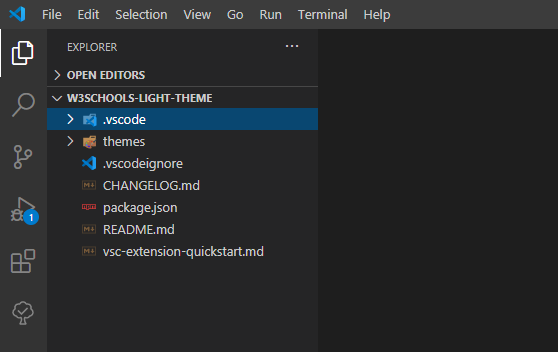 File Edit Selection View Go Run Terminal Help
EXPLORER ...
OPEN EDITORS
W3SCHOOLS-LIGHT-THEME
.vscode
themes
.vscodeignore
CHANGELOG.md
package.json
README.md
vsc-extension-quickstart.md
1